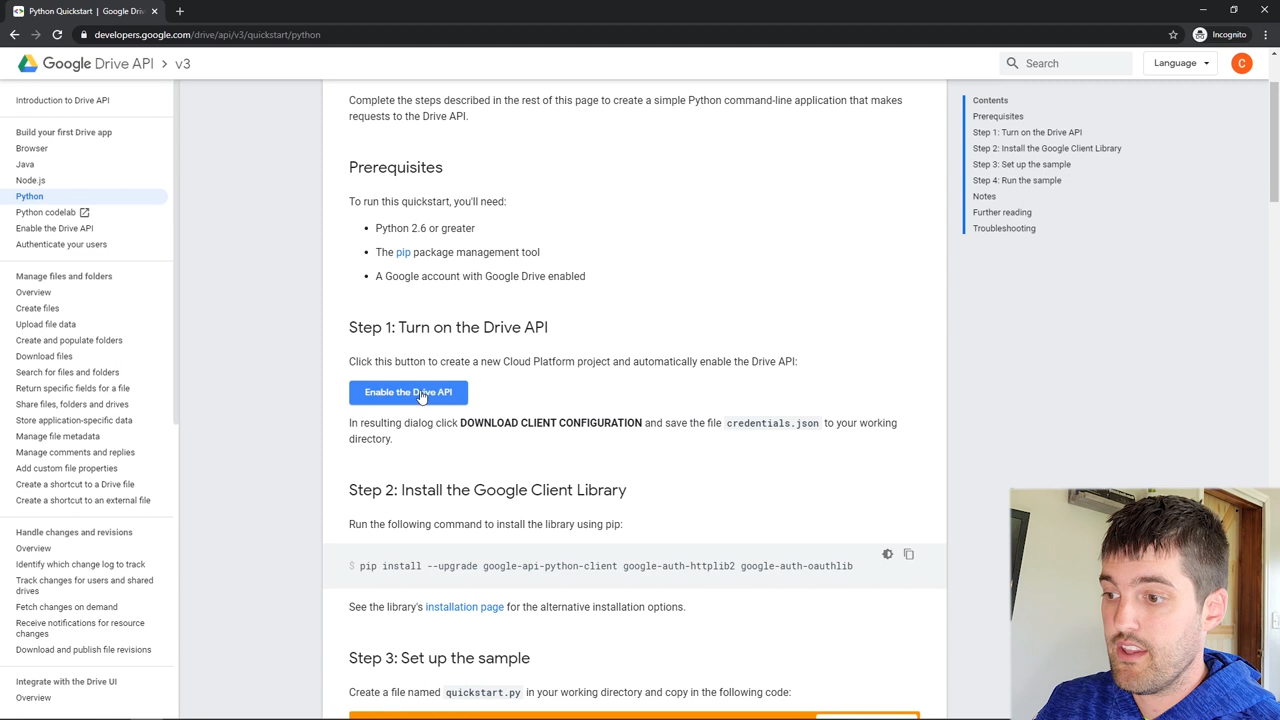 Python Quickstart | Google Driv
developers.google.com/drive/api/v3/quickstart/python
Incognito
Google Drive API > v3
Search
Language
C
Introduction to Drive API
Build your first Drive app
Browser
Java
Node.js
Python
Python codelab
Enable the Drive API
Authenticate your users
Manage files and folders
Overview
Create files
Upload file data
Create and populate folders
Download files
Search for files and folders
Return specific fields for a file
Share files, folders and drives
Store application-specific data
Manage file metadata
Manage comments and replies
Add custom file properties
Create a shortcut to a Drive file
Create a shortcut to an external file
Handle changes and revisions
Overview
Identify which change log to track
Track changes for users and shared
drives
Fetch changes on demand
Receive notifications for resource
changes
Download and publish file revisions
Integrate with the Drive UI
Overview
Complete the steps described in the rest of this page to create a simple Python command-line application that makes
requests to the Drive API.
Prerequisites
To run this quickstart, you'll need:
• Python 2.6 or greater
• The pip package management tool
• A Google account with Google Drive enabled
Step 1: Turn on the Drive API
Click this button to create a new Cloud Platform project and automatically enable the Drive API:
Enable the Drive API
In resulting dialog click DOWNLOAD CLIENT CONFIGURATION and save the file credentials.json to your working
directory.
Step 2: Install the Google Client Library
Run the following command to install the library using pip:
$ pip install --upgrade google-api-python-client google-auth-httplib2 google-auth-oauthlib
See the library's installation page for the alternative installation options.
Step 3: Set up the sample
Create a file named quickstart.py in your working directory and copy in the following code:
Contents
Prerequisites
Step 1: Turn on the Drive API
Step 2: Install the Google Client Library
Step 3: Set up the sample
Step 4: Run the sample
Notes
Further reading
Troubleshooting